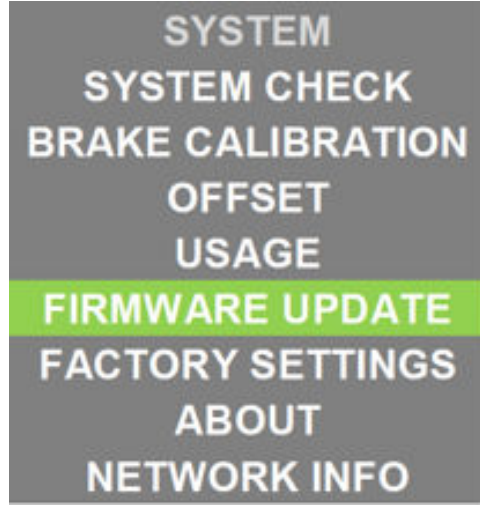 SYSTEM
SYSTEM CHECK
BRAKE CALIBRATION
OFFSET
USAGE
FIRMWARE UPDATE
FACTORY SETTINGS
ABOUT
NETWORK INFO